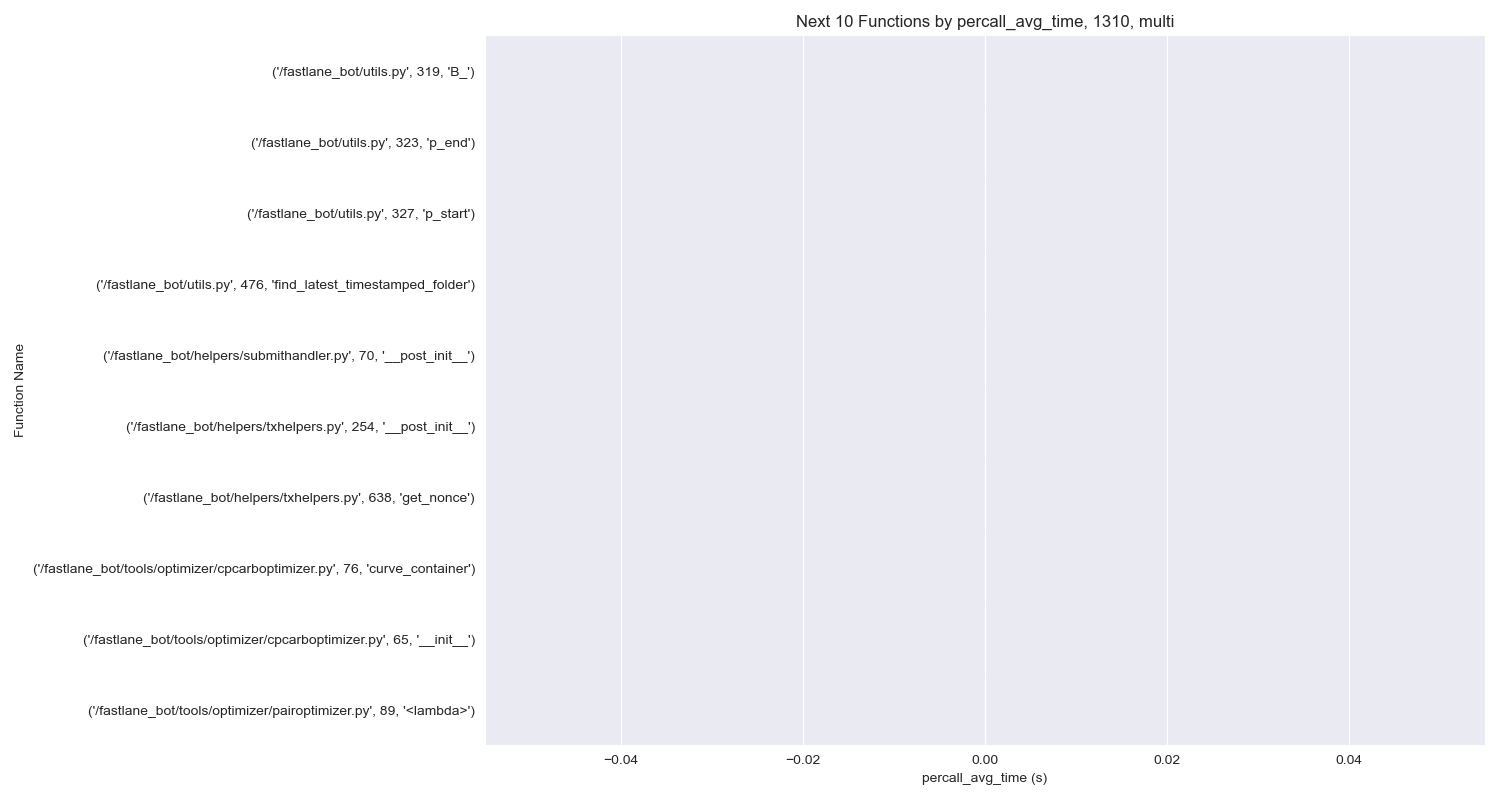 Next 10 Functions by percall_avg_time, 1310, multi
('/fastlane_bot/utils.py', 319, 'B_')
('/fastlane_bot/utils.py', 323, 'p_end')
('/fastlane_bot/utils.py', 327, 'p_start')
('/fastlane_bot/utils.py', 476, 'find_latest_timestamped_folder')
('/fastlane_bot/helpers/submithandler.py', 70, '__post_init__')
('/fastlane_bot/helpers/txhelpers.py', 254, '__post_init__')
('/fastlane_bot/helpers/txhelpers.py', 638, 'get_nonce')
('/fastlane_bot/tools/optimizer/cpcarboptimizer.py', 76, 'curve_container')
('/fastlane_bot/tools/optimizer/cpcarboptimizer.py', 65, '__init__')
('/fastlane_bot/tools/optimizer/pairoptimizer.py', 89, '<lambda>')
Function Name
−0.04 −0.02 0.00 0.02 0.04
percall_avg_time (s)